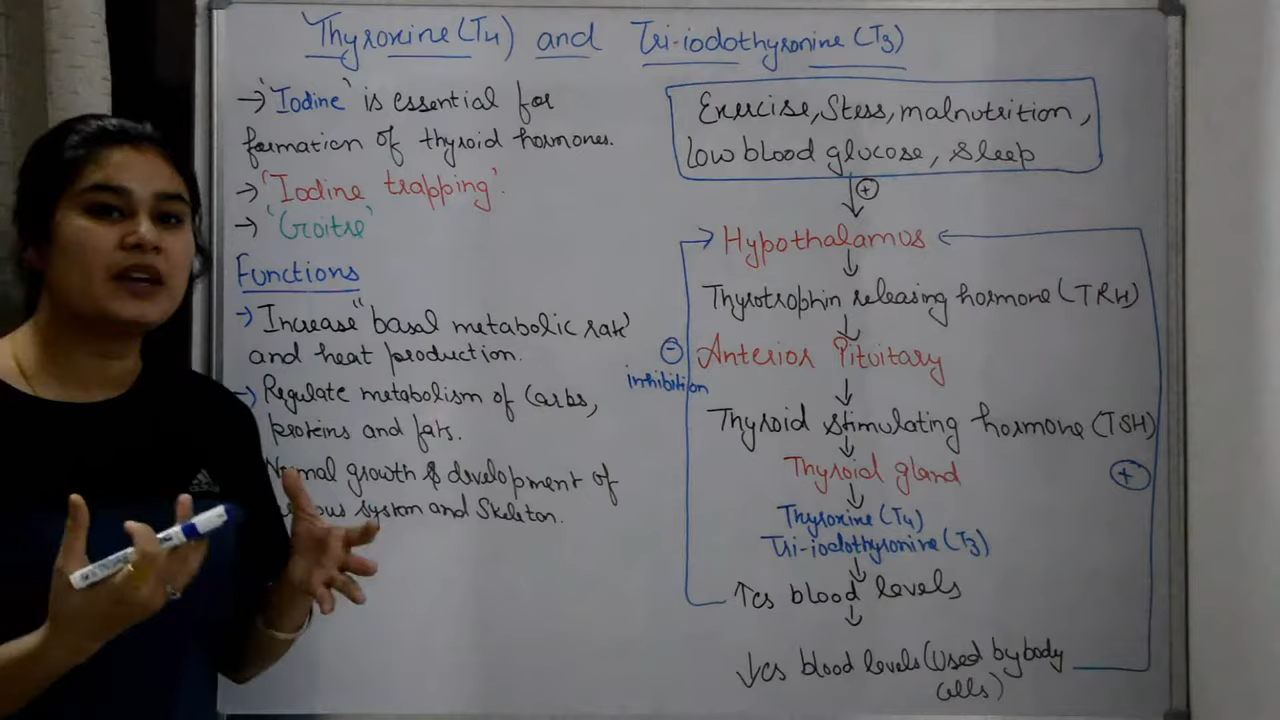 Thyroxine(T4) and Tri-iodothyronine(T3)
→ 'Iodine' is essential for
formation of thyroid hormones.
→ 'Iodine trapping'.
→ 'Goitre'
Functions
→ Increase "basal metabolic rate'
and heat production.
→ Regulate metabolism of Carbs,
proteins and fats.
Normal growth & development of
system and Skeleton.
Exercise, Stess, malnutrition,
Low blood glucose, sleep
↓ +
Hypothalamus
↓
Thyrotrophin releasing hormone (TRH)
↓
Anterior Pituitary
↓
Thyroid stimulating hormone (TSH)
↓
Thyroid gland
↓
Thyroxine (T4)
Tri-iodothyronine (T3)
↓
↑es blood levels
↓
↓es blood levels (Used by body
cells)
-
inhibition
+
adidas